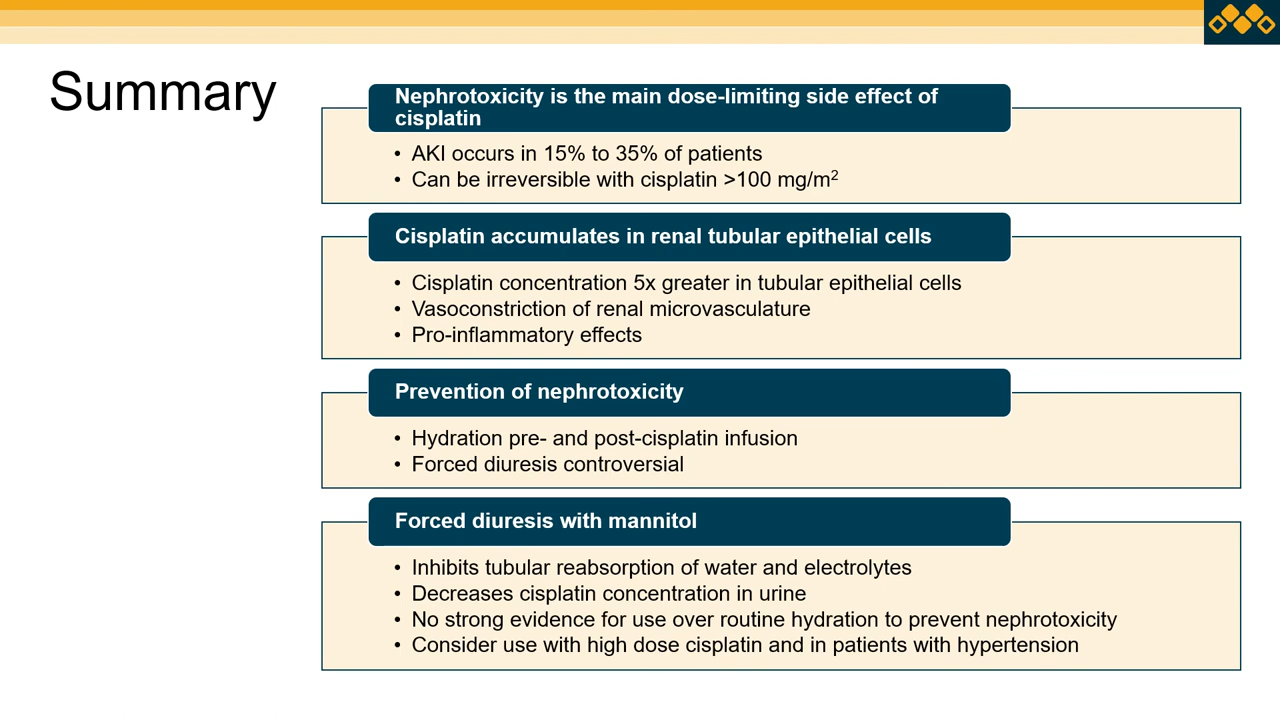 Summary
Nephrotoxicity is the main dose-limiting side effect of
cisplatin
• AKI occurs in 15% to 35% of patients
• Can be irreversible with cisplatin >100 mg/m²
Cisplatin accumulates in renal tubular epithelial cells
• Cisplatin concentration 5x greater in tubular epithelial cells
• Vasoconstriction of renal microvasculature
• Pro-inflammatory effects
Prevention of nephrotoxicity
• Hydration pre- and post-cisplatin infusion
• Forced diuresis controversial
Forced diuresis with mannitol
• Inhibits tubular reabsorption of water and electrolytes
• Decreases cisplatin concentration in urine
• No strong evidence for use over routine hydration to prevent nephrotoxicity
• Consider use with high dose cisplatin and in patients with hypertension